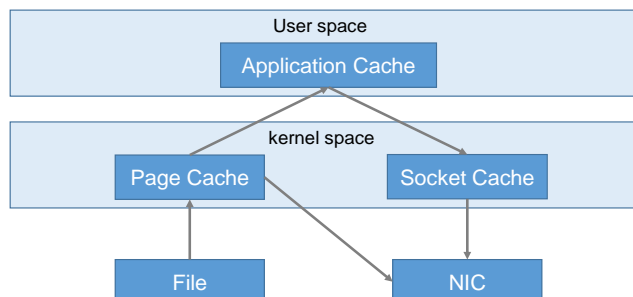 User space
Application Cache
kernel space
Page Cache
Socket Cache
File
NIC